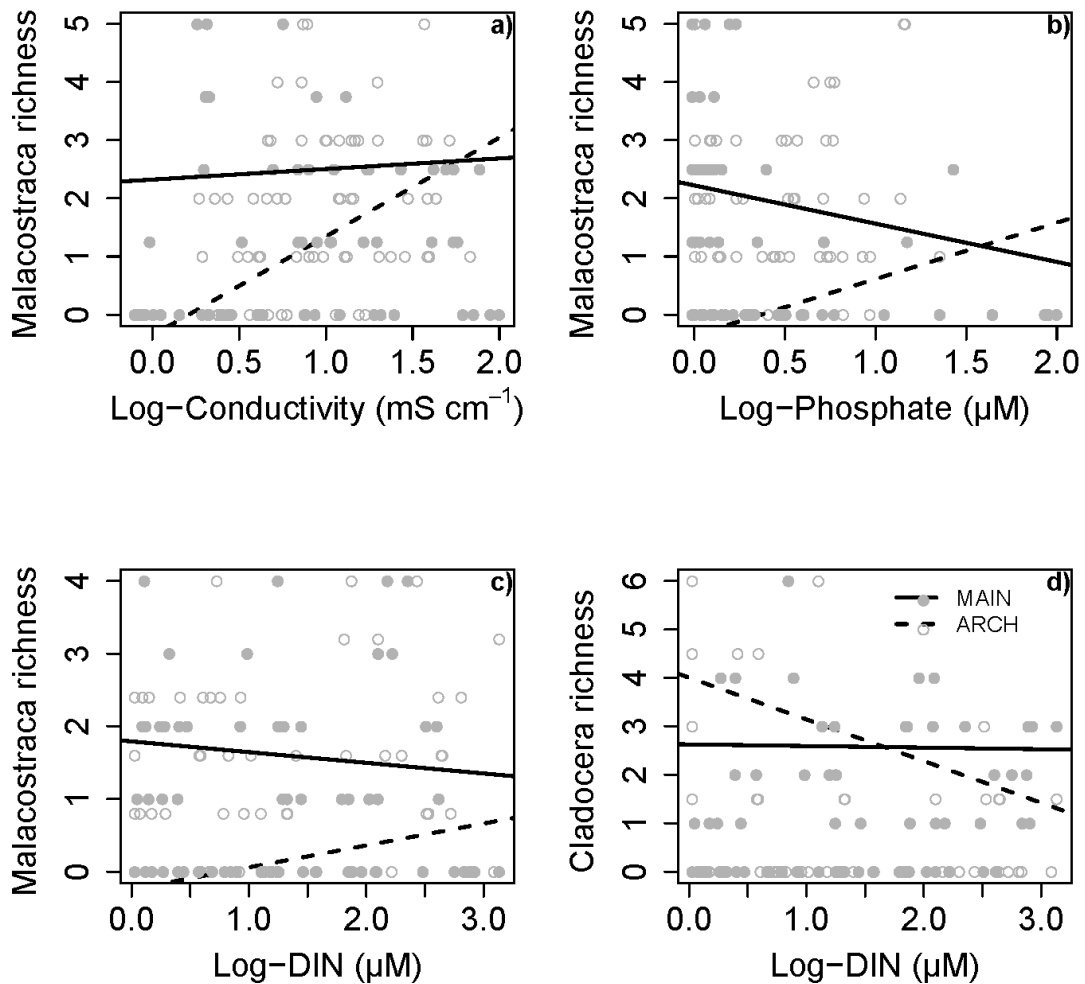 a)
Malacostraca richness
5
4
3
2
1
0
0.0 0.5 1.0 1.5 2.0
Log−Conductivity (mS cm⁻¹)
b)
Malacostraca richness
5
4
3
2
1
0
0.0 0.5 1.0 1.5 2.0
Log−Phosphate (µM)
c)
Malacostraca richness
4
3
2
1
0
0.0 1.0 2.0 3.0
Log−DIN (µM)
d)
Cladocera richness
6
5
4
3
2
1
0
MAIN
ARCH
0.0 1.0 2.0 3.0
Log−DIN (µM)